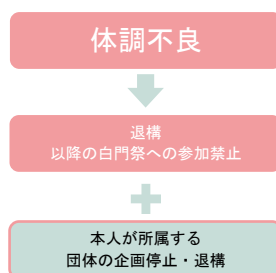 体調不良
退構
以降の白門祭への参加禁止
本人が所属する
団体の企画停止・退構